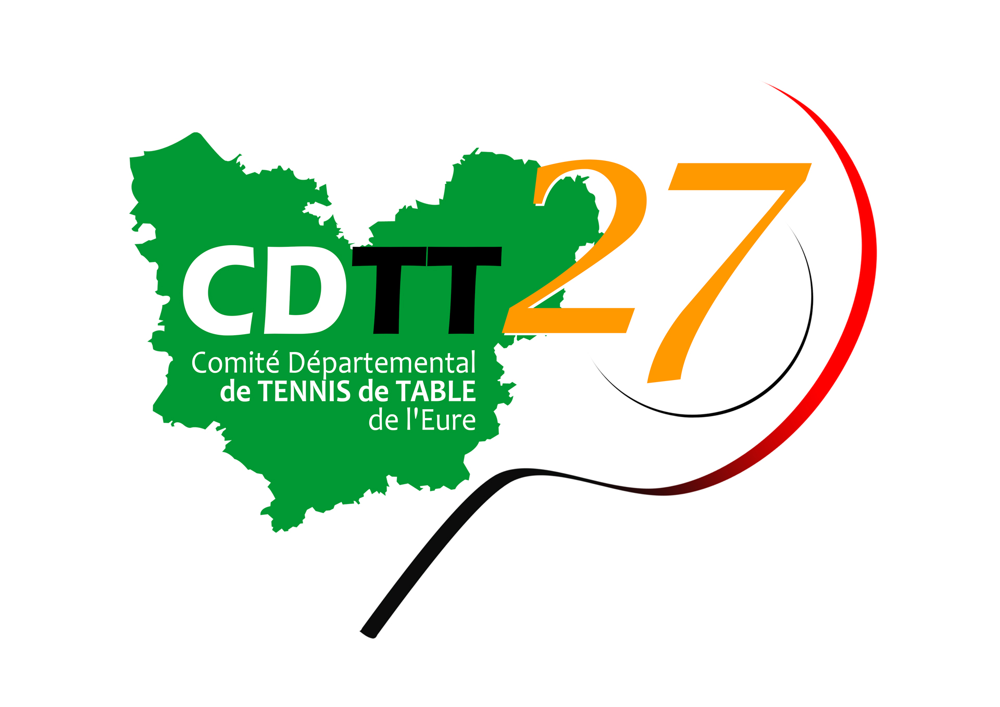 CDTT27
Comité Départemental
de TENNIS de TABLE
de l'Eure